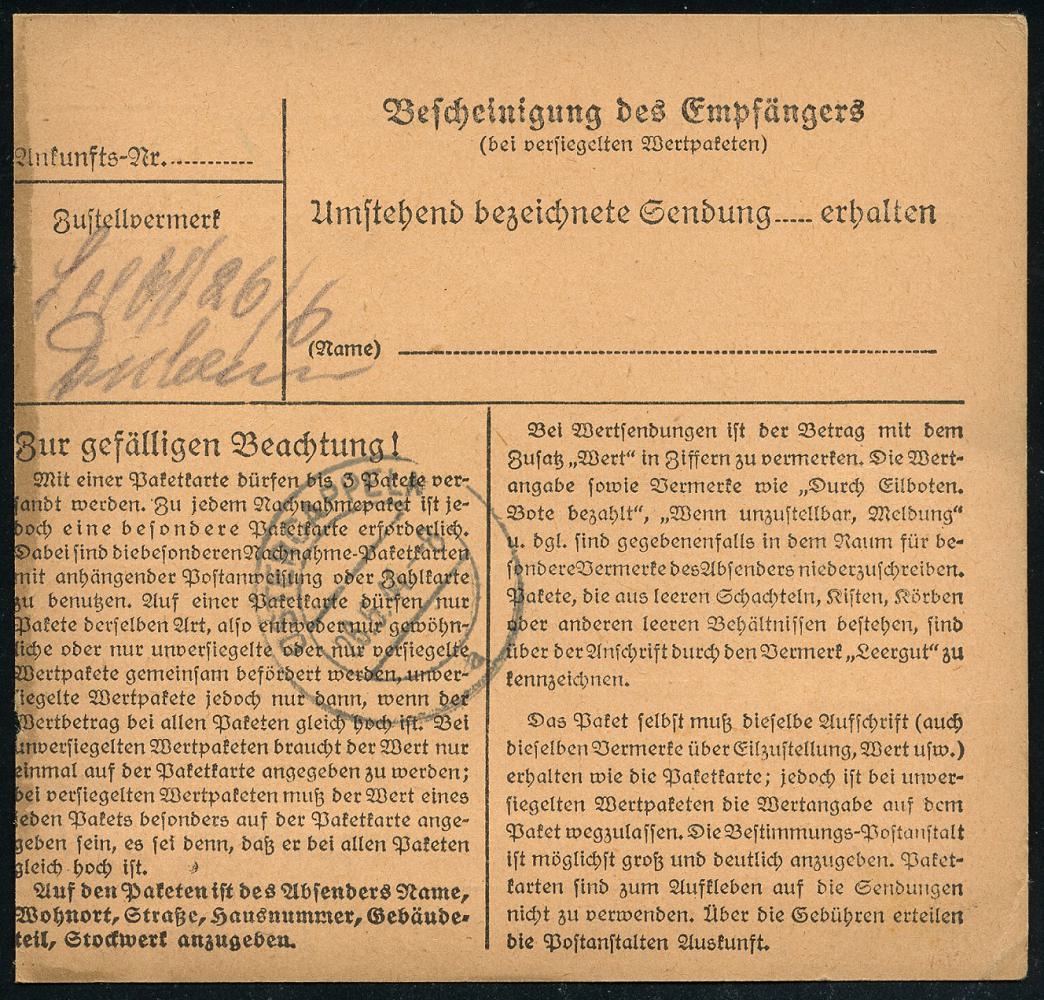 Bescheinigung des Empfängers
(bei versiegelten Wertpaketen)
Ankunfts-Nr.............
Umstehend bezeichnete Sendung..... erhalten
Zustellvermerk
26/6
(Name)
Zur gefälligen Beachtung!
Mit einer Paketkarte dürfen bis 3 Pakete ver-
sandt werden. Zu jedem Nachnahmepaket ist je-
doch eine besondere Paketkarte erforderlich.
Dabei sind die besonderen Nachnahme-Paketkarten
mit anhängender Postanweisung oder Zahlkarte
zu benutzen. Auf einer Paketkarte dürfen nur
Pakete derselben Art, also entweder nur gewöhn-
liche oder nur unversiegelte oder nur versiegelte
Wertpakete gemeinsam befördert werden, unver-
siegelte Wertpakete jedoch nur dann, wenn der
Wertbetrag bei allen Paketen gleich hoch ist. Bei
unversiegelten Wertpaketen braucht der Wert nur
einmal auf der Paketkarte angegeben zu werden;
bei versiegelten Wertpaketen muß der Wert eines
jeden Pakets besonders auf der Paketkarte ange-
geben sein, es sei denn, daß er bei allen Paketen
gleich hoch ist.
Auf den Paketen ist des Absenders Name,
Wohnort, Straße, Hausnummer, Gebäude-
teil, Stockwerk anzugeben.
Bei Wertsendungen ist der Betrag mit dem
Zusatz „Wert“ in Ziffern zu vermerken. Die Wert-
angabe sowie Vermerke wie „Durch Eilboten.
Bote bezahlt“, „Wenn unzustellbar, Meldung“
u. dgl. sind gegebenenfalls in dem Raum für be-
sondere Vermerke des Absenders niederzuschreiben.
Pakete, die aus leeren Schachteln, Kisten, Körben
oder anderen leeren Behältnissen bestehen, sind
über der Anschrift durch den Vermerk „Leergut“ zu
kennzeichnen.
Das Paket selbst muß dieselbe Aufschrift (auch
dieselben Vermerke über Eilzustellung, Wert usw.)
erhalten wie die Paketkarte; jedoch ist bei unver-
siegelten Wertpaketen die Wertangabe auf dem
Paket wegzulassen. Die Bestimmungs-Postanstalt
ist möglichst groß und deutlich anzugeben. Paket-
karten sind zum Aufkleben auf die Sendungen
nicht zu verwenden. Über die Gebühren erteilen
die Postanstalten Auskunft.
OSTERCAPPELN